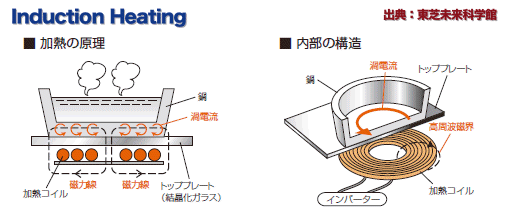 Induction Heating
出典：東芝未来科学館
■ 加熱の原理
鍋
渦電流
加熱コイル
磁力線
磁力線
トッププレート
（結晶化ガラス）
■ 内部の構造
渦電流
トッププレート
鍋
高周波磁界
加熱コイル
インバーター